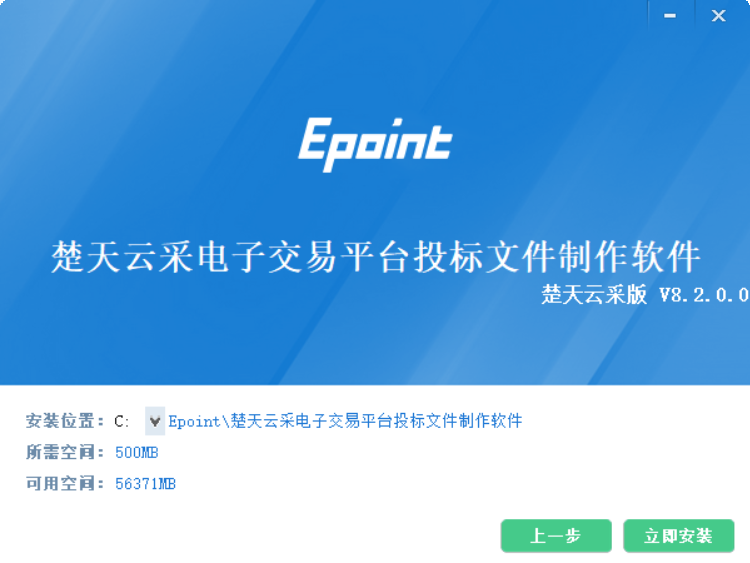 Epoint
楚天云采电子交易平台投标文件制作软件
楚天云采版 V8.2.0.0
安装位置： C: Epoint\楚天云采电子交易平台投标文件制作软件
所需空间： 500MB
可用空间： 56371MB
上一步 立即安装